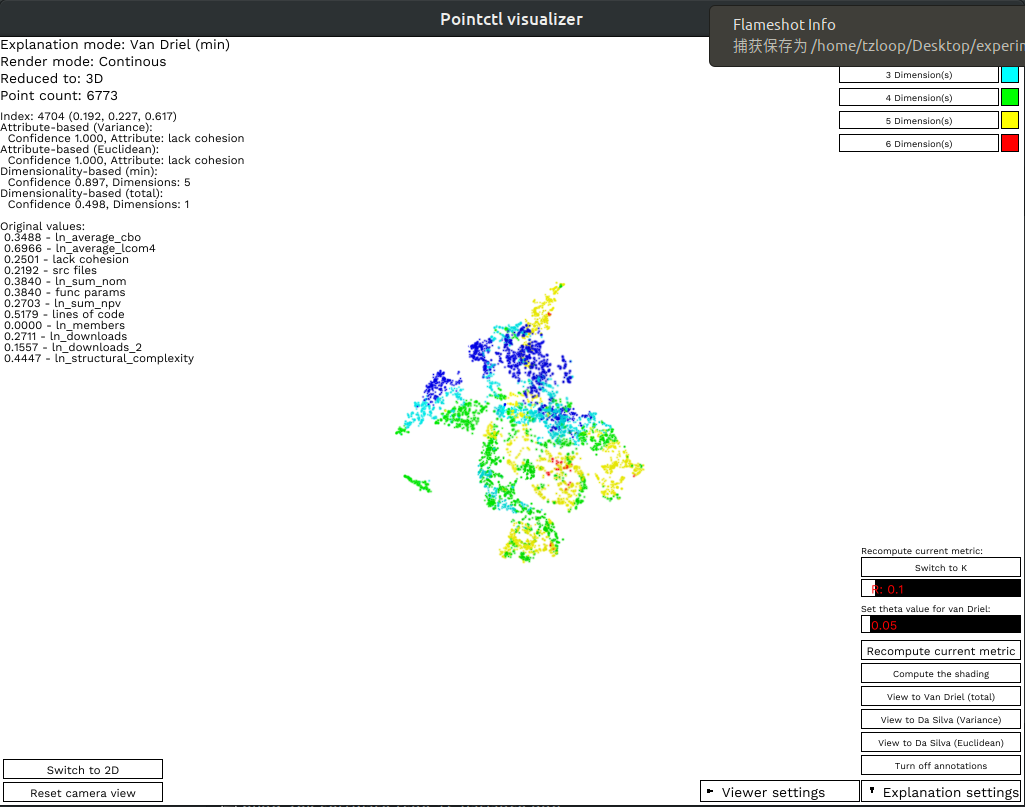 Pointctl visualizer
Flameshot Info
捕获保存为 /home/tzloop/Desktop/experim
Explanation mode: Van Driel (min)
Render mode: Continous
Reduced to: 3D
Point count: 6773
Index: 4704 (0.192, 0.227, 0.617)
Attribute-based (Variance):
Confidence 1.000, Attribute: lack cohesion
Attribute-based (Euclidean):
Confidence 1.000, Attribute: lack cohesion
Dimensionality-based (min):
Confidence 0.897, Dimensions: 5
Dimensionality-based (total):
Confidence 0.498, Dimensions: 1
Original values:
0.3488 - ln_average_cbo
0.6966 - ln_average_lcom4
0.2501 - lack cohesion
0.2192 - src files
0.3840 - ln_sum_nom
0.3840 - func params
0.2703 - ln_sum_npv
0.5179 - lines of code
0.0000 - ln_members
0.2711 - ln_downloads
0.1557 - ln_downloads_2
0.4447 - ln_structural_complexity
3 Dimension(s)
4 Dimension(s)
5 Dimension(s)
6 Dimension(s)
Recompute current metric:
Switch to K
R: 0.1
Set theta value for van Driel:
0.05
Recompute current metric
Compute the shading
View to Van Driel (total)
View to Da Silva (Variance)
View to Da Silva (Euclidean)
Turn off annotations
Switch to 2D
Reset camera view
Viewer settings
Explanation settings